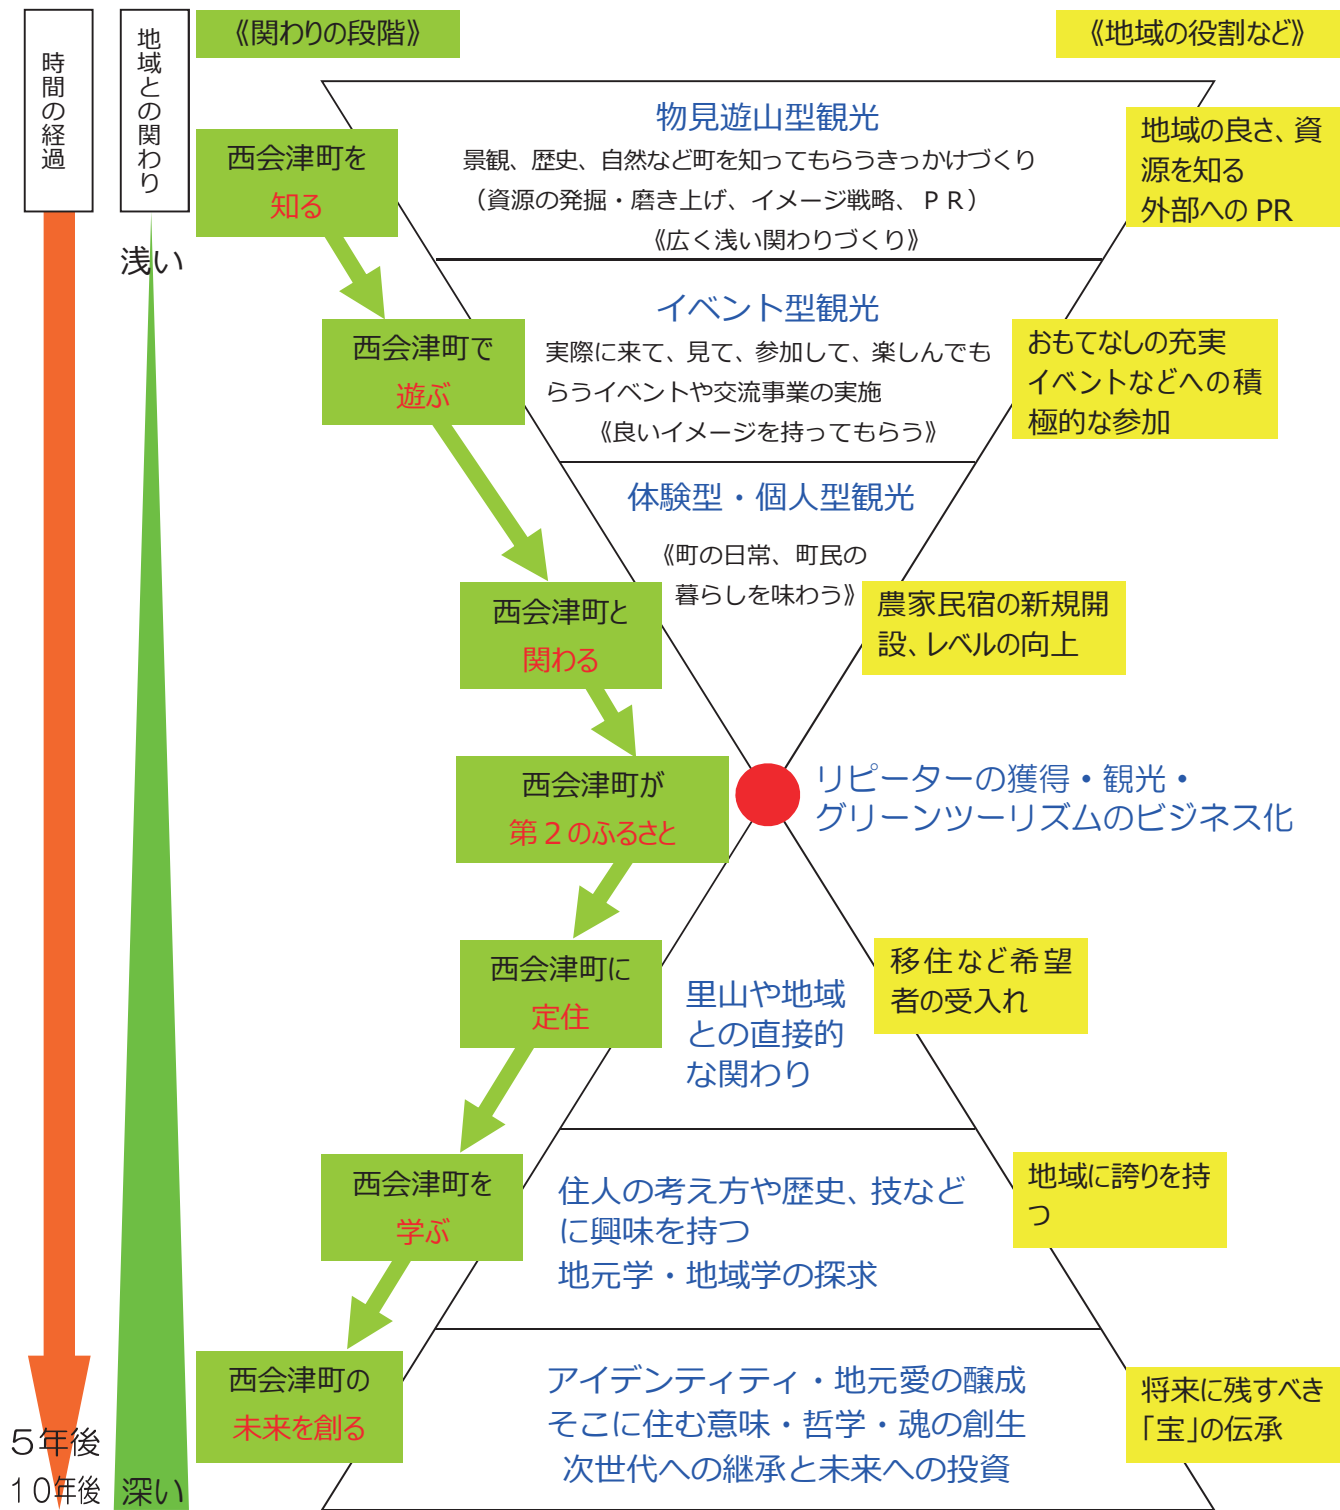 時間の経過
地域との関わり
《関わりの段階》
《地域の役割など》
西会津町を
知る
物見遊山型観光
景観、歴史、自然など町を知ってもらうきっかけづくり
（資源の発掘・磨き上げ、イメージ戦略、ＰＲ）
《広く浅い関わりづくり》
地域の良さ、資
源を知る
外部への PR
浅い
西会津町で
遊ぶ
イベント型観光
実際に来て、見て、参加して、楽しんでも
らうイベントや交流事業の実施
《良いイメージを持ってもらう》
おもてなしの充実
イベントなどへの積
極的な参加
体験型・個人型観光
《町の日常、町民の
暮らしを味わう》
西会津町と
関わる
農家民宿の新規開
設、レベルの向上
西会津町が
第２のふるさと
リピーターの獲得・観光・
グリーンツーリズムのビジネス化
西会津町に
定住
里山や地域
との直接的
な関わり
移住など希望
者の受入れ
西会津町を
学ぶ
住人の考え方や歴史、技など
に興味を持つ
地元学・地域学の探求
地域に誇りを持
つ
西会津町の
未来を創る
アイデンティティ・地元愛の醸成
そこに住む意味・哲学・魂の創生
次世代への継承と未来への投資
将来に残すべき
「宝」の伝承
５年後
１０年後
深い